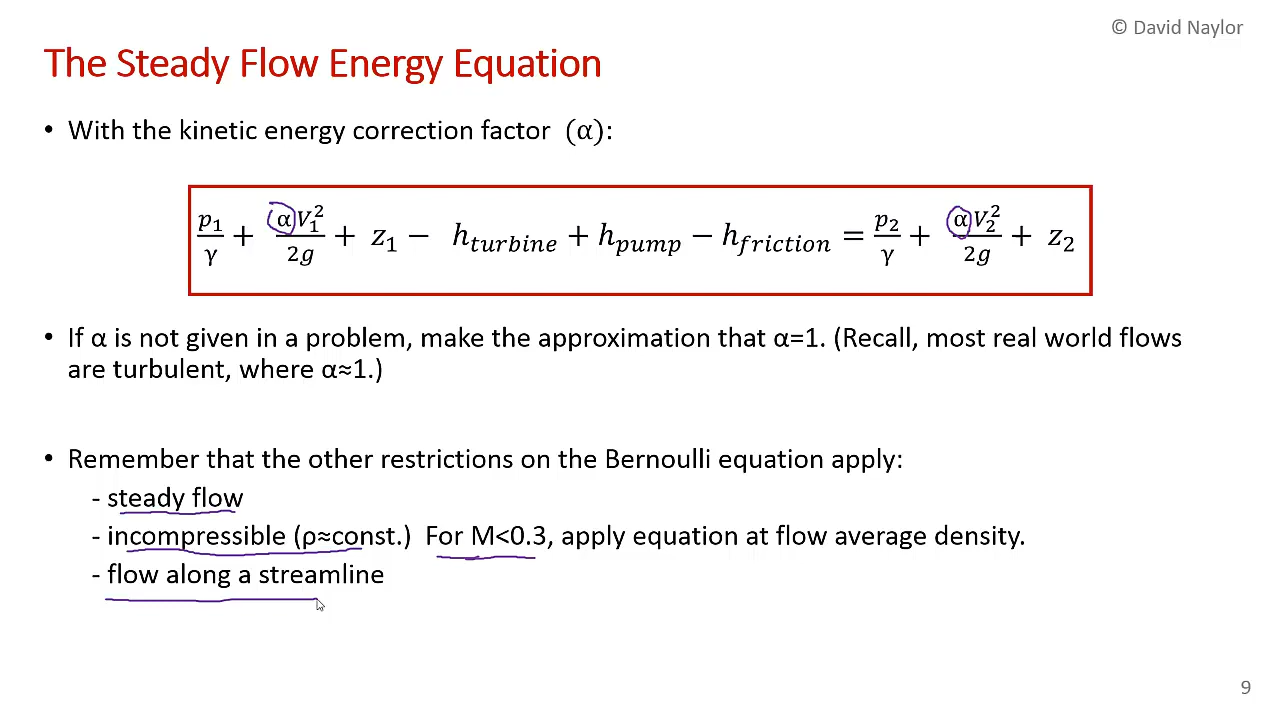 © David Naylor
The Steady Flow Energy Equation
• With the kinetic energy correction factor (α):
p₁/γ + αV₁²/2g + z₁ − h_turbine + h_pump − h_friction = p₂/γ + αV₂²/2g + z₂
• If α is not given in a problem, make the approximation that α=1. (Recall, most real world flows
are turbulent, where α≈1.)
• Remember that the other restrictions on the Bernoulli equation apply:
- steady flow
- incompressible (ρ≈const.) For M<0.3, apply equation at flow average density.
- flow along a streamline
9